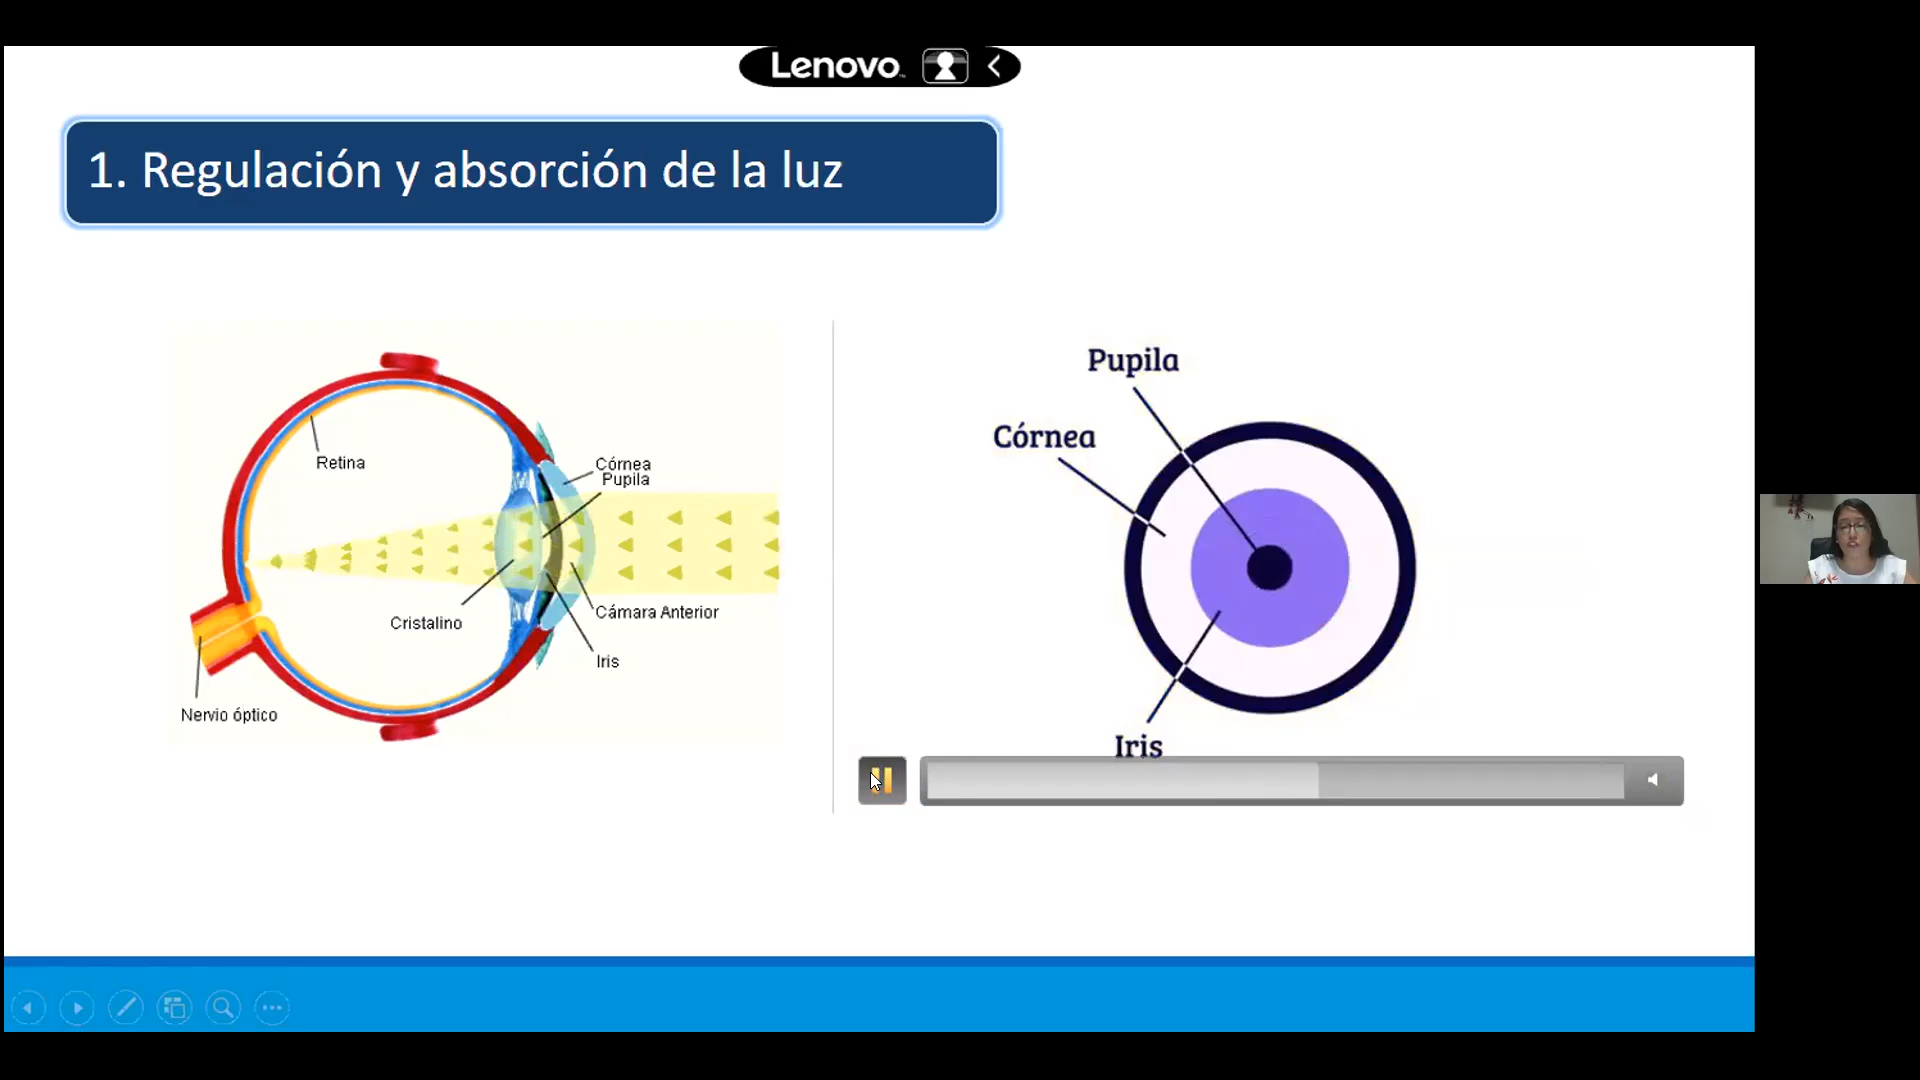 Lenovo
1. Regulación y absorción de la luz
Retina
Córnea
Pupila
Cristalino
Cámara Anterior
Iris
Nervio óptico
Pupila
Córnea
Iris